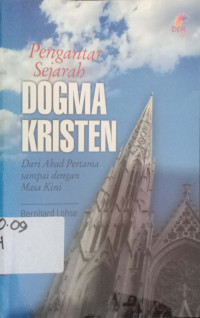 Pengantar
Sejarah
DOGMA
KRISTEN
Dari Abad Pertama
sampai dengan
Masa Kini
Bernhard Lohse